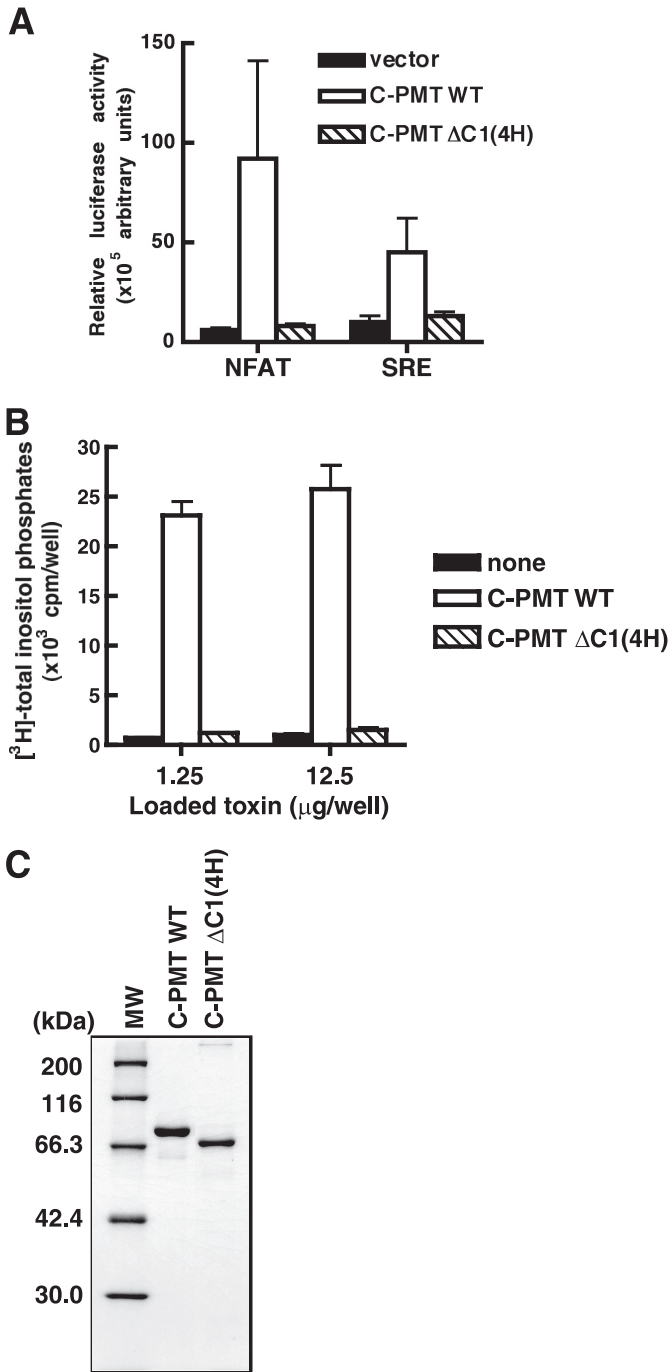 A
Relative luciferase activity
(x10^5 arbitrary units)
150
100
50
0
vector
C-PMT WT
C-PMT ΔC1(4H)
NFAT SRE
B
[³H]-total inositol phosphates
(x10³ cpm/well)
30
25
20
15
10
5
0
none
C-PMT WT
C-PMT ΔC1(4H)
1.25 12.5
Loaded toxin (μg/well)
C
(kDa)
MW
C-PMT WT
C-PMT ΔC1(4H)
200
116
66.3
42.4
30.0